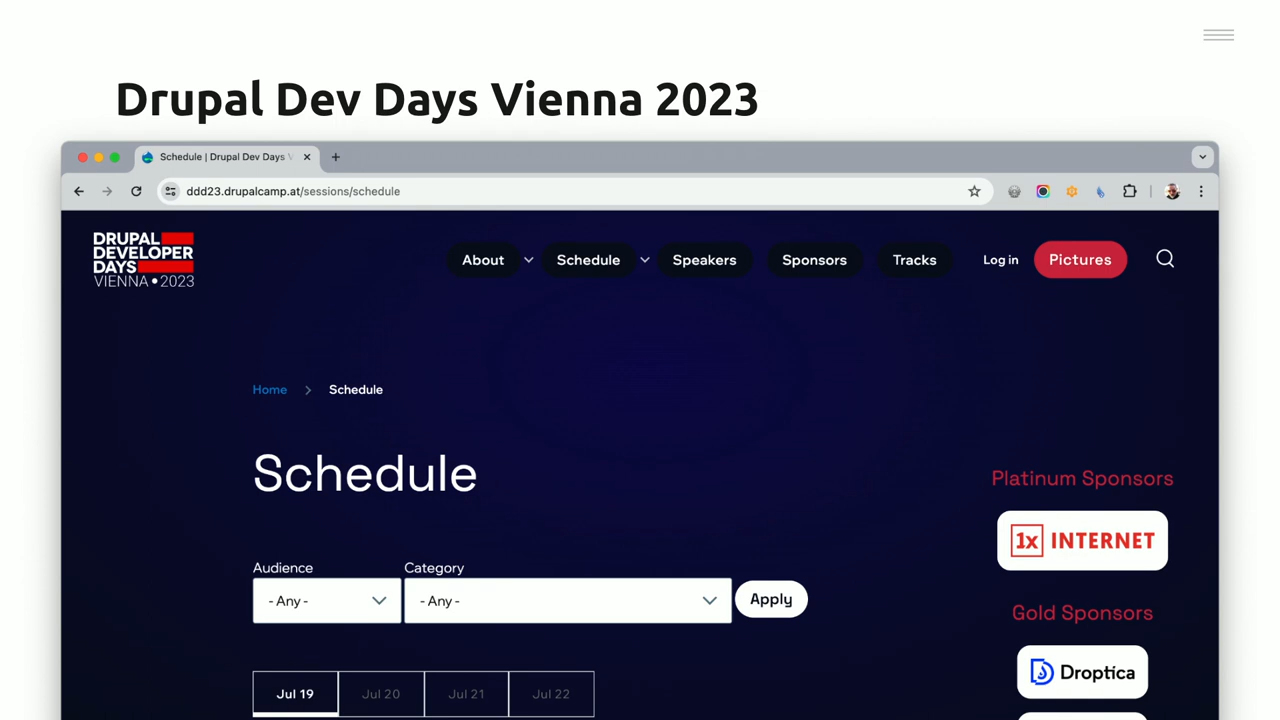 Drupal Dev Days Vienna 2023
Schedule | Drupal Dev Days V
ddd23.drupalcamp.at/sessions/schedule
DRUPAL
DEVELOPER
DAYS
VIENNA • 2023
About Schedule Speakers Sponsors Tracks Log in Pictures
Home > Schedule
Schedule
Platinum Sponsors
1x INTERNET
Audience Category
- Any - - Any - Apply
Gold Sponsors
Droptica
Jul 19 Jul 20 Jul 21 Jul 22